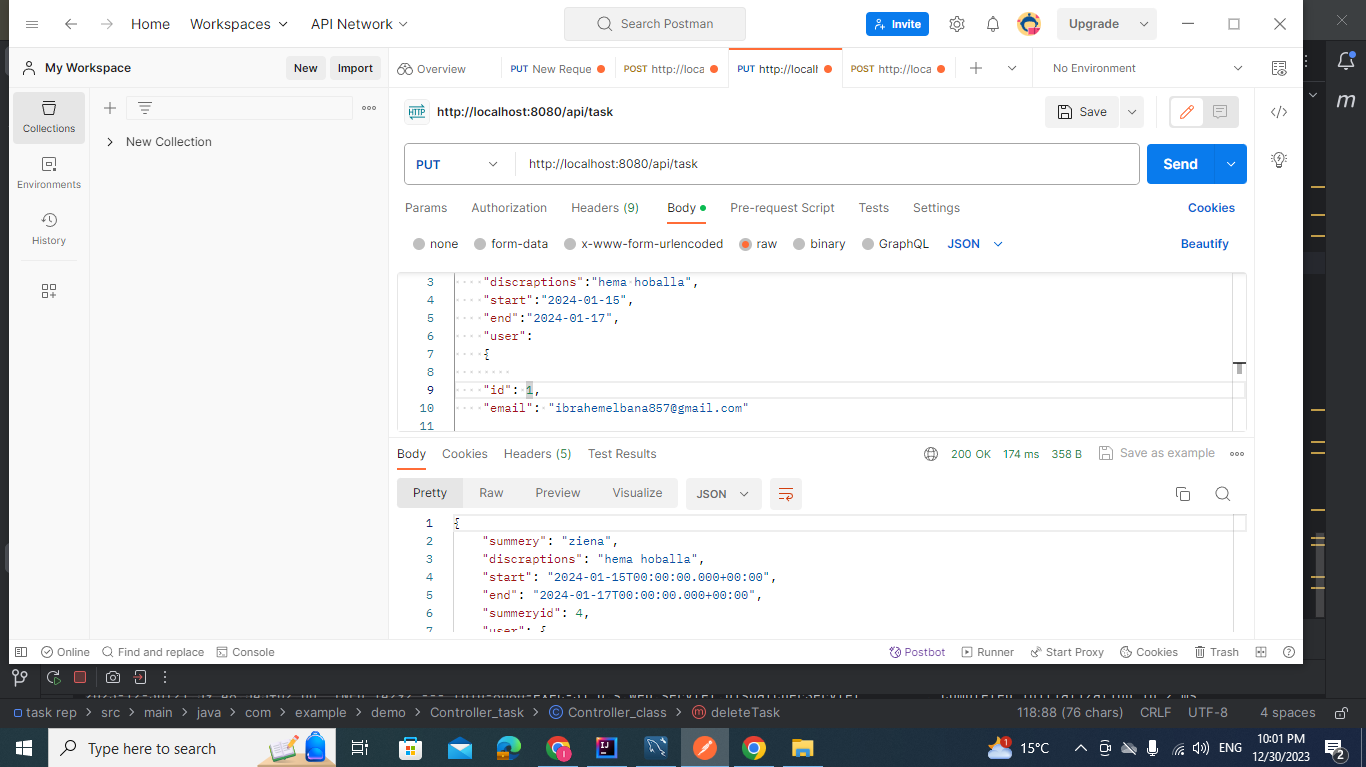 Home Workspaces API Network Search Postman Invite Upgrade
My Workspace New Import Overview PUT New Reque POST http://loca PUT http://localh POST http://loca No Environment
Collections
Environments
History
New Collection
HTTP http://localhost:8080/api/task Save
PUT http://localhost:8080/api/task Send
Params Authorization Headers (9) Body Pre-request Script Tests Settings Cookies
none form-data x-www-form-urlencoded raw binary GraphQL JSON Beautify
3 "discraptions":"hema hoballa",
4 "start":"2024-01-15",
5 "end":"2024-01-17",
6 "user":
7 {
8
9 "id": 1,
10 "email": "ibrahemelbana857@gmail.com"
11
Body Cookies Headers (5) Test Results 200 OK 174 ms 358 B Save as example
Pretty Raw Preview Visualize JSON
1 {
2 "summery": "ziena",
3 "discraptions": "hema hoballa",
4 "start": "2024-01-15T00:00:00.000+00:00",
5 "end": "2024-01-17T00:00:00.000+00:00",
6 "summeryid": 4,
7 "user": {
Online Find and replace Console Postbot Runner Start Proxy Cookies Trash
task rep > src > main > java > com > example > demo > Controller_task > Controller_class > deleteTask 118:88 (76 chars) CRLF UTF-8 4 spaces
Type here to search 15°C ENG 10:01 PM
12/30/2023 2